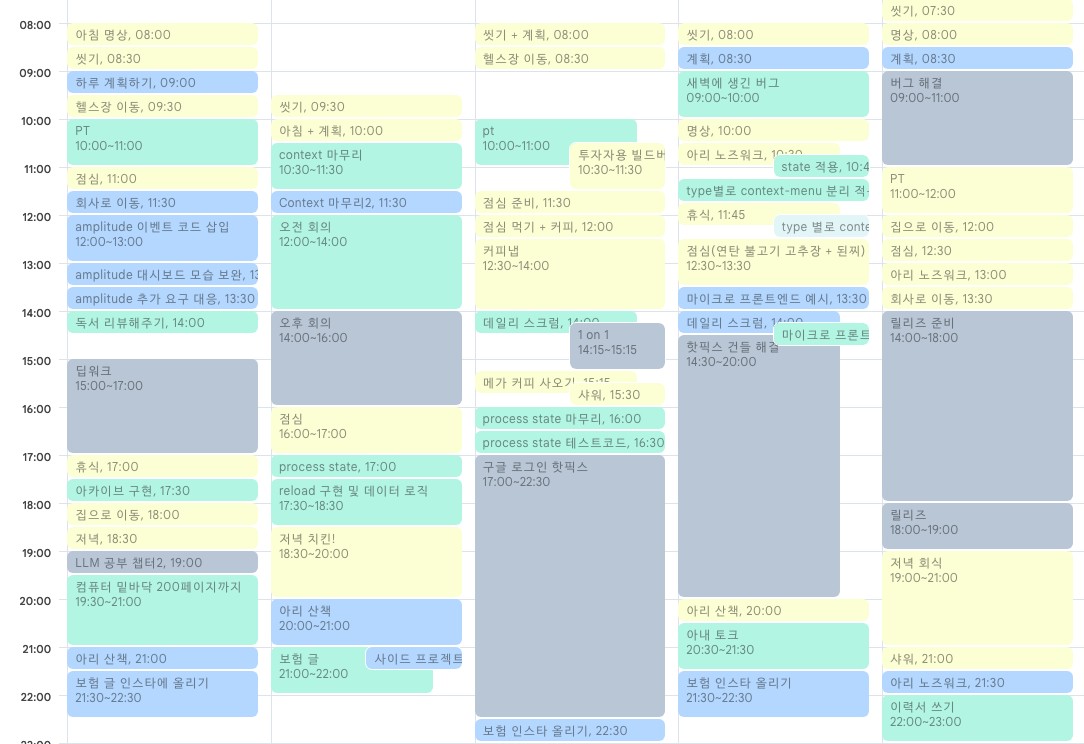 08:00
09:00
10:00
11:00
12:00
13:00
14:00
15:00
16:00
17:00
18:00
19:00
20:00
21:00
22:00
아침 명상, 08:00
씻기, 08:30
하루 계획하기, 09:00
헬스장 이동, 09:30
PT
10:00~11:00
점심, 11:00
회사로 이동, 11:30
amplitude 이벤트 코드 삽입
12:00~13:00
amplitude 대시보드 모습 보완, 13
amplitude 추가 요구 대응, 13:30
독서 리뷰해주기, 14:00
딥워크
15:00~17:00
휴식, 17:00
아카이브 구현, 17:30
집으로 이동, 18:00
저녁, 18:30
LLM 공부 챕터2, 19:00
컴퓨터 밑바닥 200페이지까지
19:30~21:00
아리 산책, 21:00
보험 글 인스타에 올리기
21:30~22:30
씻기, 09:30
아침 + 계획, 10:00
context 마무리
10:30~11:30
Context 마무리2, 11:30
오전 회의
12:00~14:00
오후 회의
14:00~16:00
점심
16:00~17:00
process state, 17:00
reload 구현 및 데이터 로직
17:30~18:30
저녁 치킨!
18:30~20:00
아리 산책
20:00~21:00
보험 글
21:00~22:00
사이드 프로젝트
씻기 + 계획, 08:00
헬스장 이동, 08:30
pt
10:00~11:00
투자자용 빌드버
10:30~11:30
점심 준비, 11:30
점심 먹기 + 커피, 12:00
커피냅
12:30~14:00
데일리 스크럼, 14:00
1 on 1
14:15~15:15
메가 커피 사오기, 15:15
샤워, 15:30
process state 마무리, 16:00
process state 테스트코드, 16:30
구글 로그인 핫픽스
17:00~22:30
보험 인스타 올리기, 22:30
씻기, 08:00
계획, 08:30
새벽에 생긴 버그
09:00~10:00
명상, 10:00
아리 노즈워크, 10:30
state 적용, 10:4
type별로 context-menu 분리 적
휴식, 11:45
type 별로 conte
점심(연탄 불고기 고추장 + 된찌)
12:30~13:30
마이크로 프론트엔드 예시, 13:30
데일리 스크럼, 14:00
마이크로 프론트
핫픽스 건들 해결
14:30~20:00
아리 산책, 20:00
아내 토크
20:30~21:30
보험 인스타 올리기
21:30~22:30
씻기, 07:30
명상, 08:00
계획, 08:30
버그 해결
09:00~11:00
PT
11:00~12:00
집으로 이동, 12:00
점심, 12:30
아리 노즈워크, 13:00
회사로 이동, 13:30
릴리즈 준비
14:00~18:00
릴리즈
18:00~19:00
저녁 회식
19:00~21:00
샤워, 21:00
아리 노즈워크, 21:30
이력서 쓰기
22:00~23:00